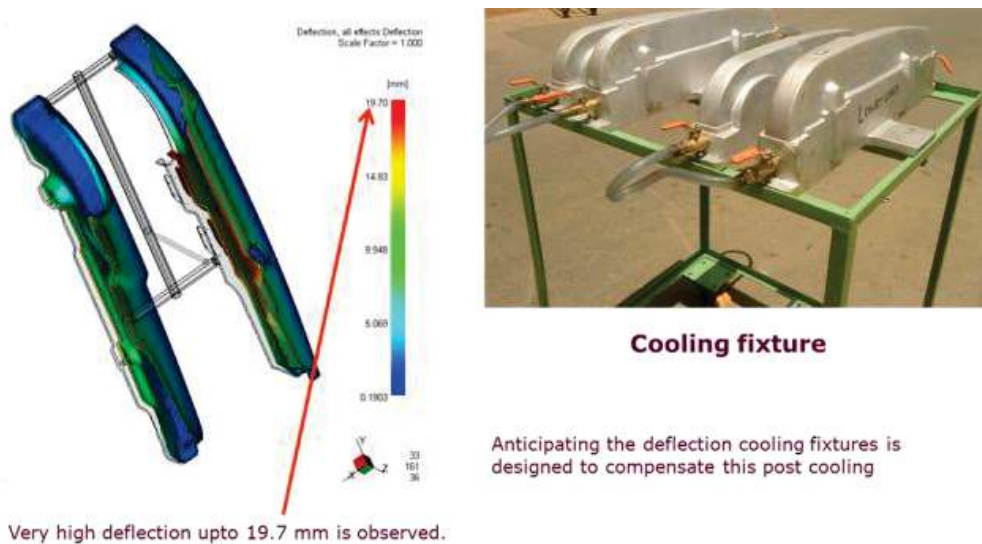 Deflection, all effects:Deflection
Scale Factor = 1.000
[mm]
19.70
14.83
9.948
5.069
0.1903
Y
X
Z
33
161
36
Very high deflection upto 19.7 mm is observed.
Cooling fixture
Anticipating the deflection cooling fixtures is
designed to compensate this post cooling